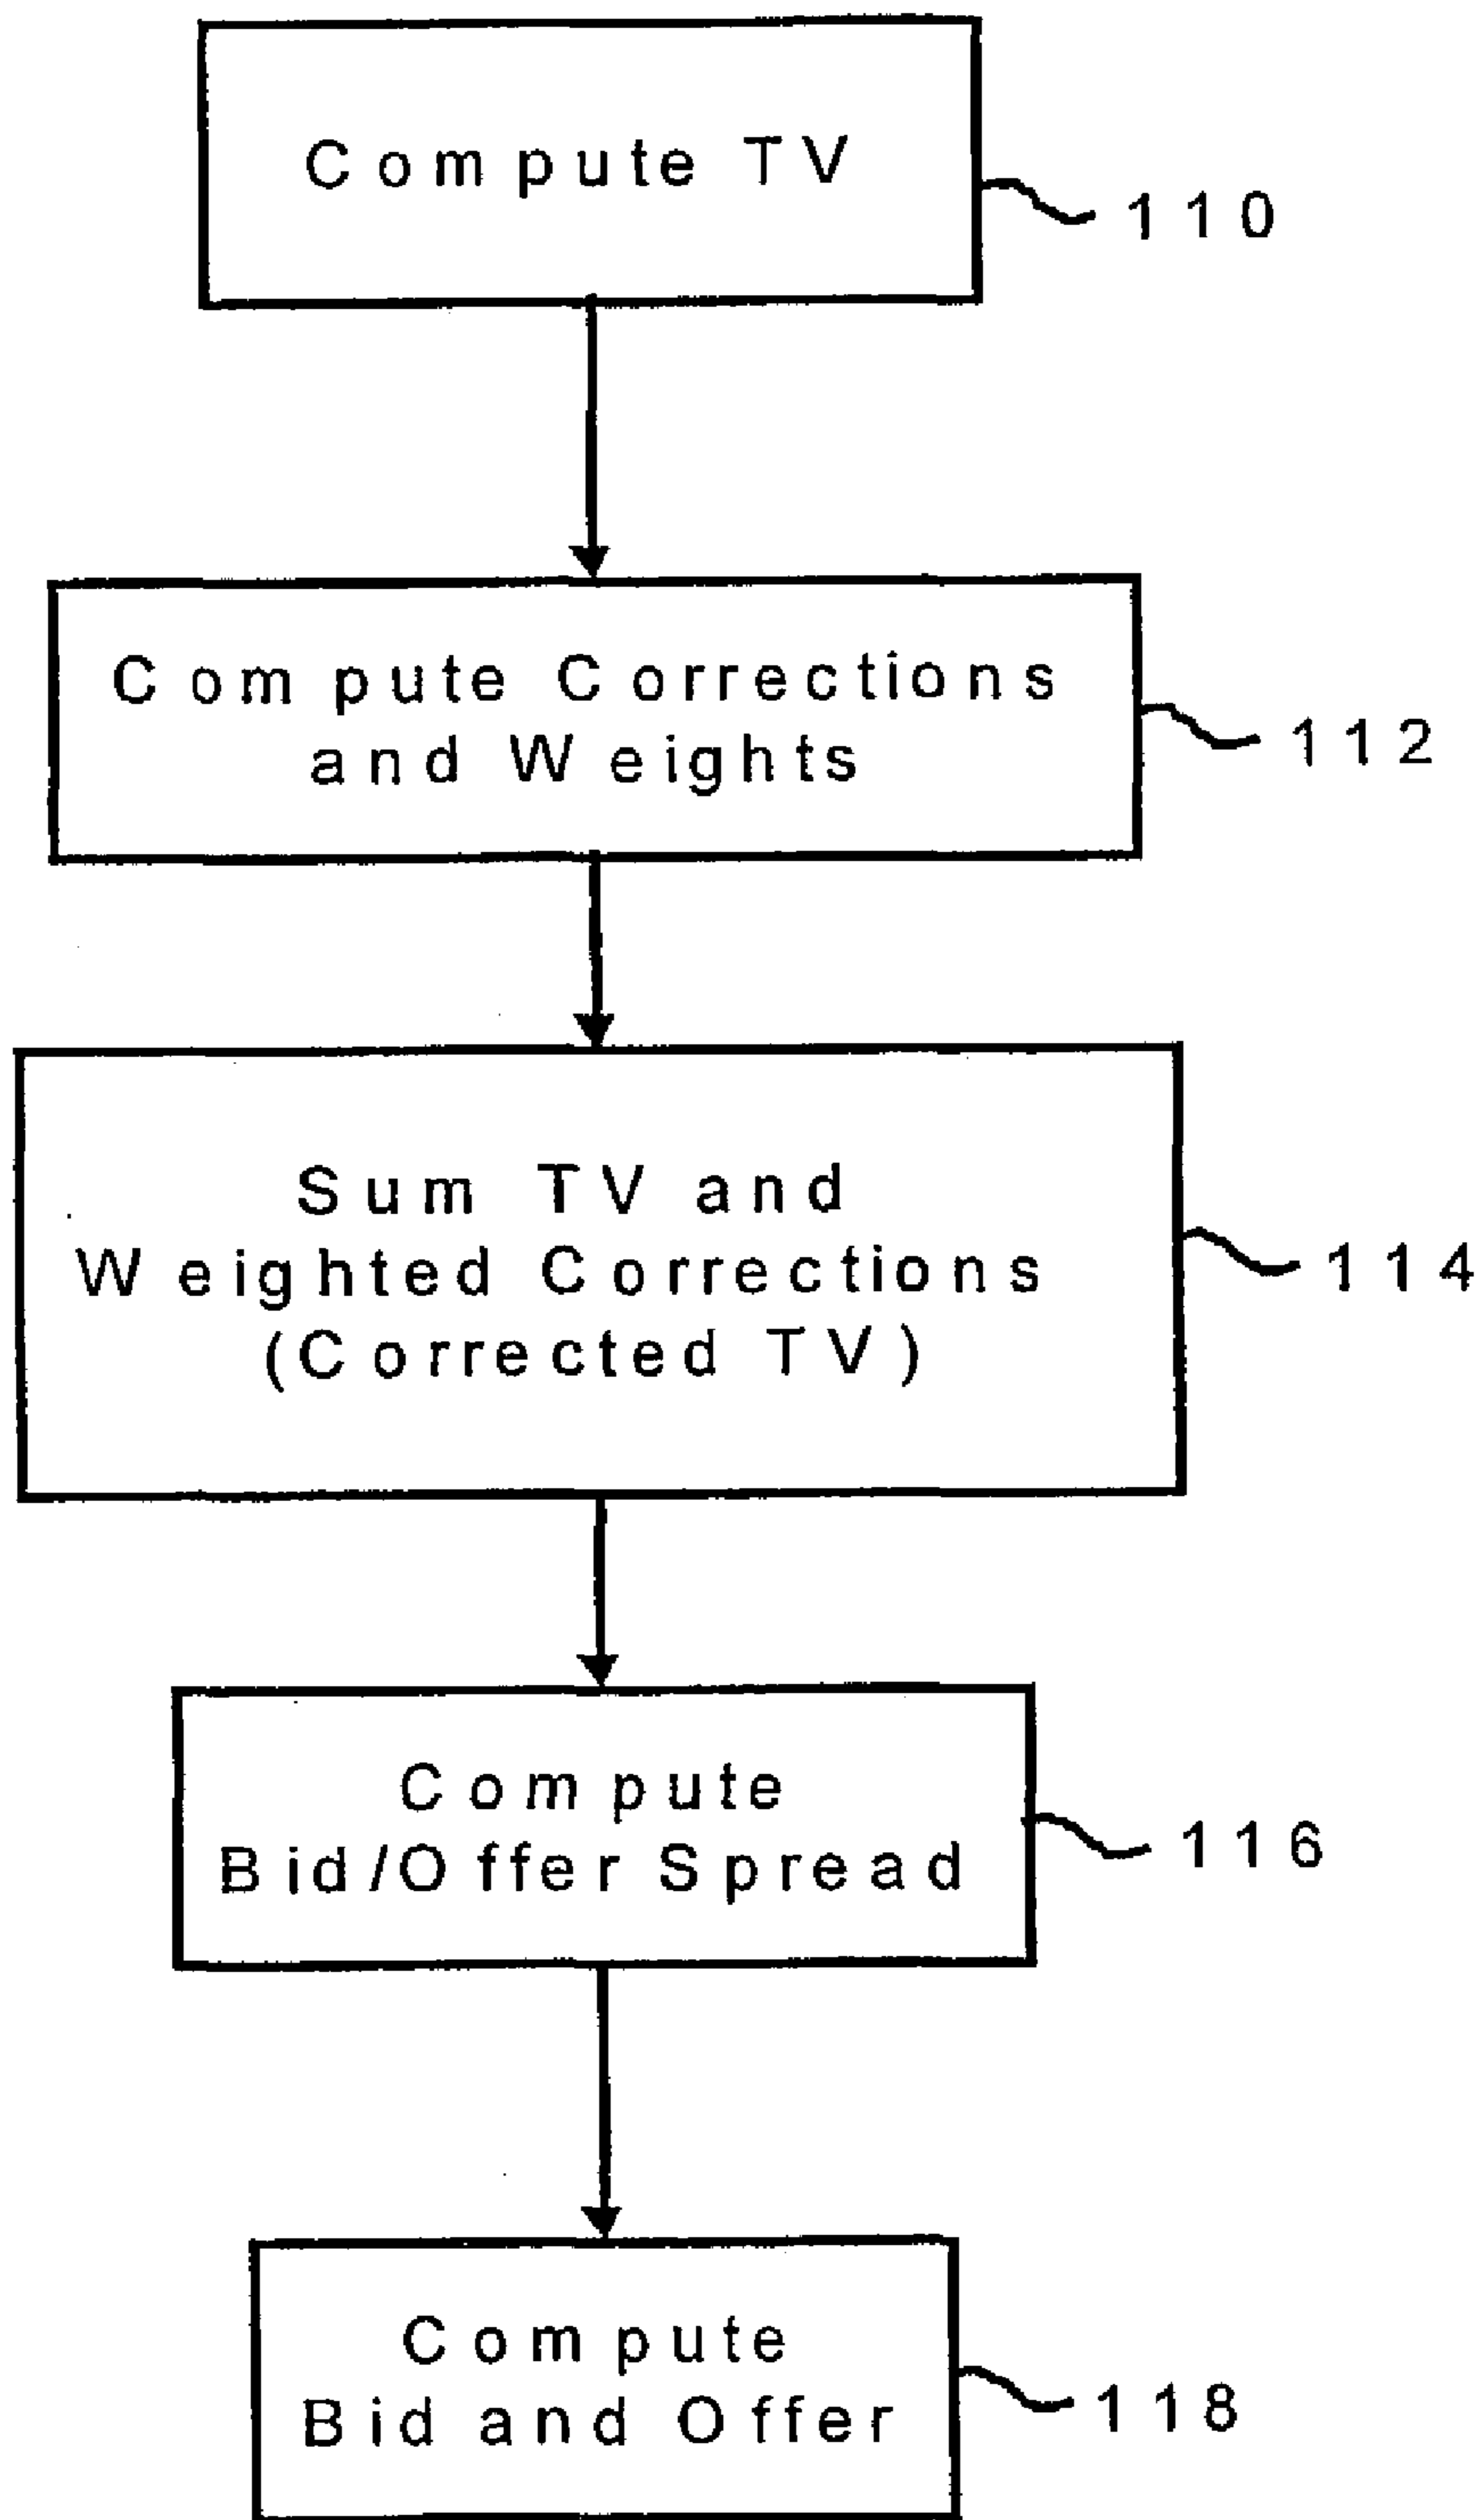 Compute TV
110
Compute Corrections
and Weights
112
Sum TV and
Weighted Corrections
(Corrected TV)
114
Compute
Bid/Offer Spread
116
Compute
Bid and Offer
118